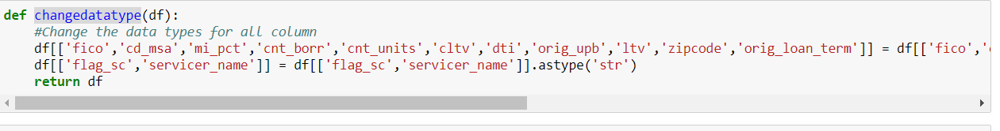 def changedatatype(df):
#Change the data types for all column
df[['fico','cd_msa','mi_pct','cnt_borr','cnt_units','cltv','dti','orig_upb','ltv','zipcode','orig_loan_term']] = df[['fico','
df[['flag_sc','servicer_name']] = df[['flag_sc','servicer_name']].astype('str')
return df